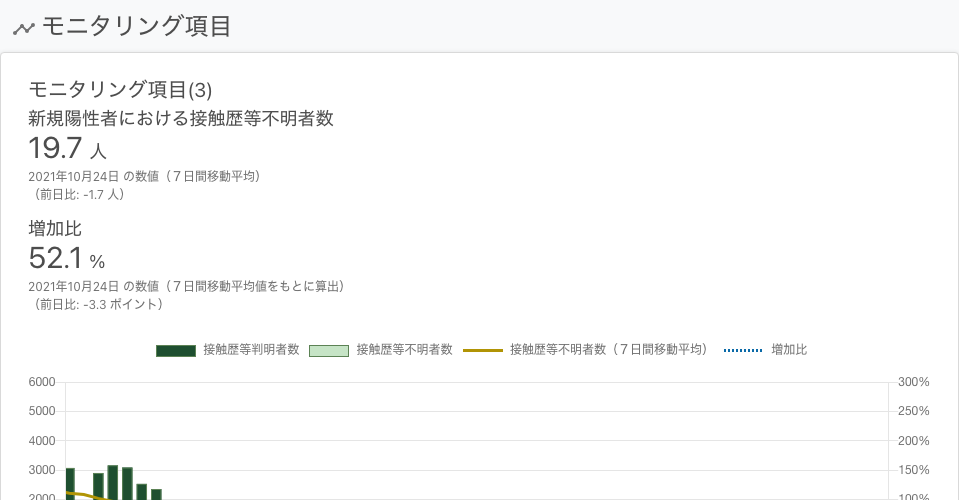 モニタリング項目
モニタリング項目(3)
新規陽性者における接触歴等不明者数
19.7 人
2021年10月24日 の数値（７日間移動平均）
（前日比: -1.7 人）
増加比
52.1 %
2021年10月24日 の数値（７日間移動平均値をもとに算出）
（前日比: -3.3 ポイント）
接触歴等判明者数 接触歴等不明者数 接触歴等不明者数（７日間移動平均） 増加比
6000 300%
5000 250%
4000 200%
3000 150%
2000 100%